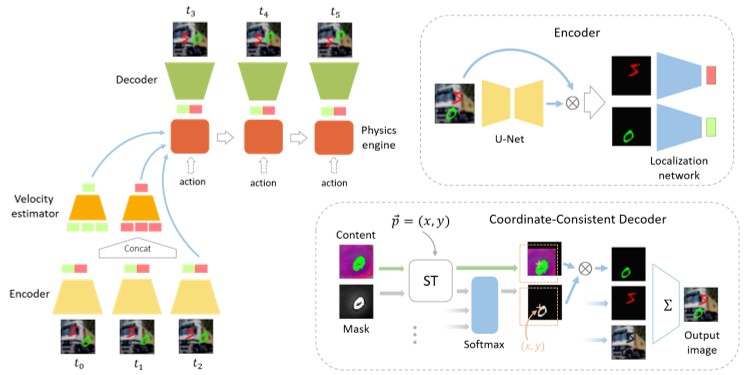 t₃
t₄
t₅
Decoder
Physics
engine
action
action
action
Velocity
estimator
Concat
Encoder
t₀
t₁
t₂
Encoder
U-Net
Localization
network
Coordinate-Consistent Decoder
p⃗ = (x, y)
Content
ST
Mask
Softmax
(x, y)
Σ
Output
image